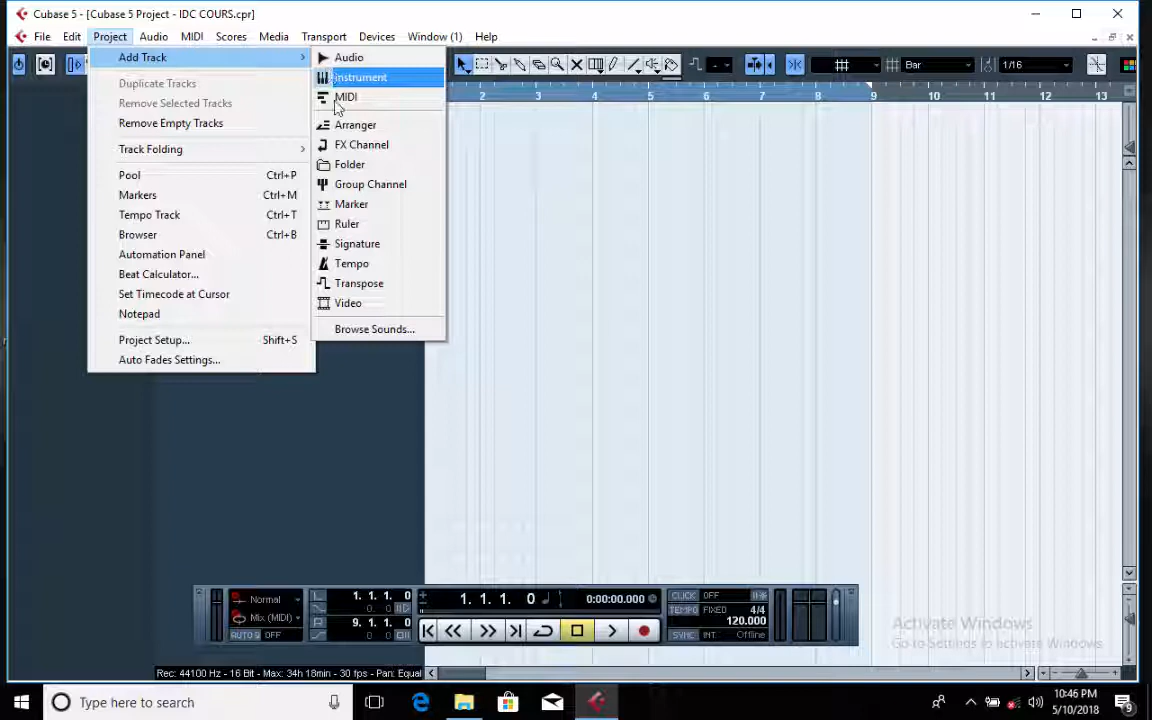 Cubase 5 - [Cubase 5 Project - IDC COURS.cpr]
File Edit Project Audio MIDI Scores Media Transport Devices Window (1) Help
Add Track
Duplicate Tracks
Remove Selected Tracks
Remove Empty Tracks
Track Folding
Pool Ctrl+P
Markers Ctrl+M
Tempo Track Ctrl+T
Browser Ctrl+B
Automation Panel
Beat Calculator...
Set Timecode at Cursor
Notepad
Project Setup... Shift+S
Auto Fades Settings...
Audio
Instrument
MIDI
Arranger
FX Channel
Folder
Group Channel
Marker
Ruler
Signature
Tempo
Transpose
Video
Browse Sounds...
Bar 1/16
2 3 4 5 6 7 8 9 10 11 12 13
Normal
Mix (MIDI)
AUTO Q OFF
L 1. 1. 1. 0
0. 0
R 9. 1. 1. 0
0. 0
1. 1. 1. 0 0:00:00.000
CLICK OFF
TEMPO FIXED 4/4
120.000
SYNC INT. Offline
Activate Windows
Go to Settings to activate Windows.
Rec: 44100 Hz - 16 Bit - Max: 34h 18min - 30 fps - Pan: Equal
Type here to search
10:46 PM
5/10/2018
9